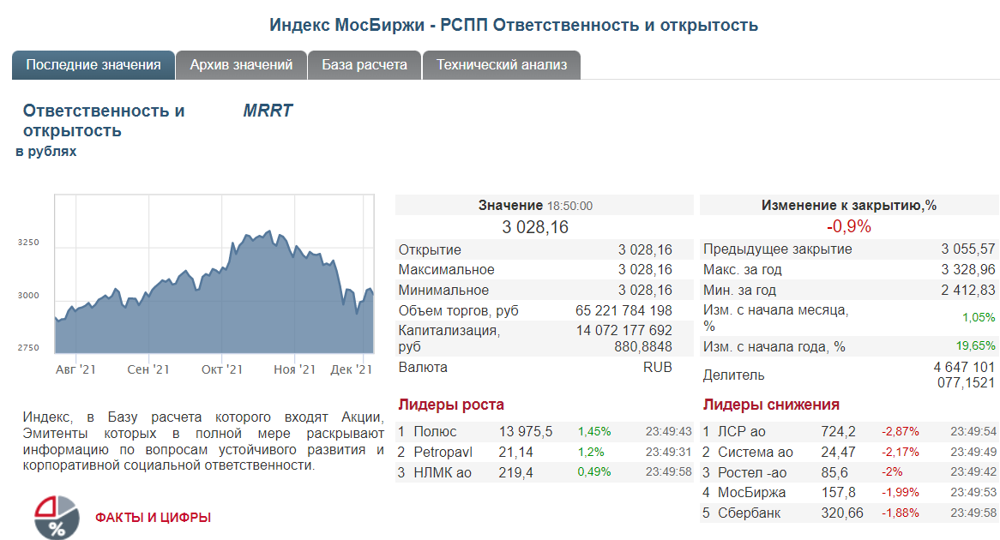 Индекс МосБиржи - РСПП Ответственность и открытость
Последние значения Архив значений База расчета Технический анализ
Ответственность и MRRT
открытость
в рублях
3250
3000
2750
Авг '21 Сен '21 Окт '21 Ноя '21 Дек '21
Индекс, в Базу расчета которого входят Акции,
Эмитенты которых в полной мере раскрывают
информацию по вопросам устойчивого развития и
корпоративной социальной ответственности.
%
ФАКТЫ И ЦИФРЫ
Значение 18:50:00
3 028,16
Открытие 3 028,16
Максимальное 3 028,16
Минимальное 3 028,16
Объем торгов, руб 65 221 784 198
Капитализация, 14 072 177 692
руб 880,8848
Валюта RUB
Лидеры роста
1 Полюс 13 975,5 1,45% 23:49:43
2 Petropavl 21,14 1,2% 23:49:31
3 НЛМК ао 219,4 0,49% 23:49:58
Изменение к закрытию,%
-0,9%
Предыдущее закрытие 3 055,57
Макс. за год 3 328,96
Мин. за год 2 412,83
Изм. с начала месяца, 1,05%
%
Изм. с начала года, % 19,65%
Делитель 4 647 101
077,1521
Лидеры снижения
1 ЛСР ао 724,2 -2,87% 23:49:54
2 Система ао 24,47 -2,17% 23:49:49
3 Ростел -ао 85,6 -2% 23:49:42
4 МосБиржа 157,8 -1,99% 23:49:53
5 Сбербанк 320,66 -1,88% 23:49:58